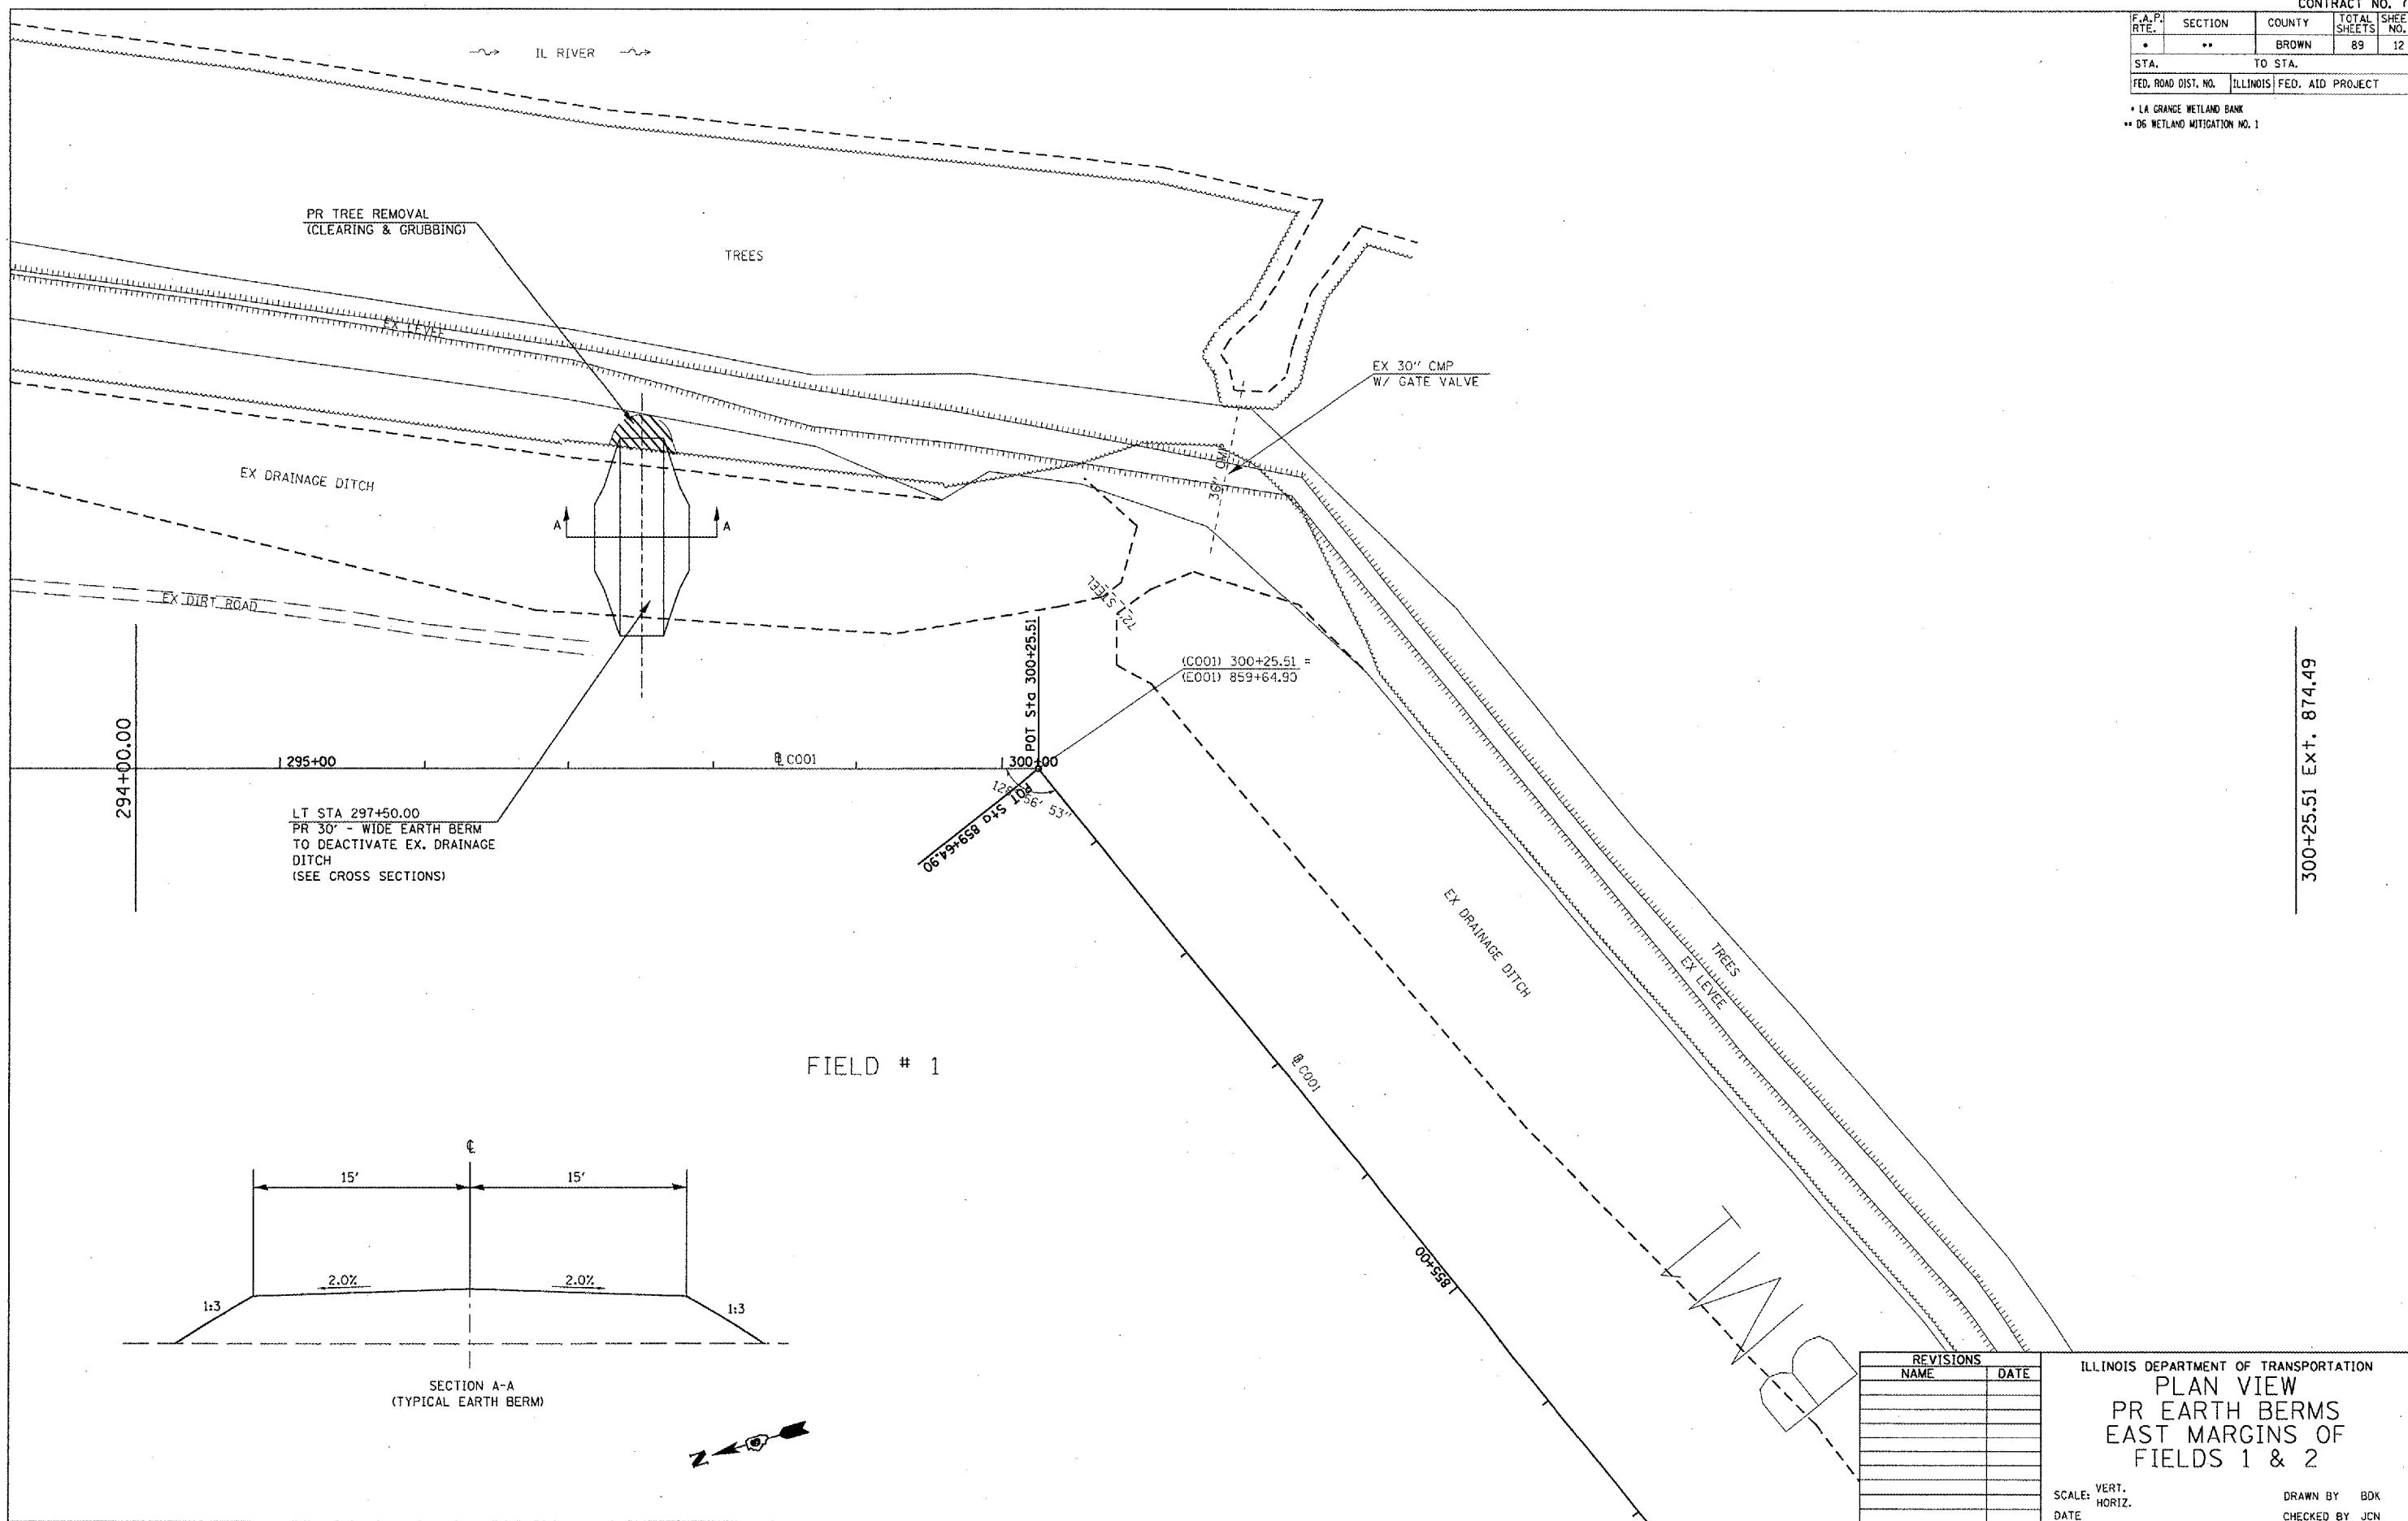 CONTRACT NO.
F.A.P. RTE. SECTION COUNTY TOTAL SHEETS SHEE NO.
• •• BROWN 89 12
STA. TO STA.
FED. ROAD DIST. NO. ILLINOIS FED. AID PROJECT
• LA GRANGE WETLAND BANK
•• D6 WETLAND MITIGATION NO. 1
IL RIVER
PR TREE REMOVAL
(CLEARING & GRUBBING)
TREES
EX LEVEE
EX 30" CMP
W/ GATE VALVE
36" CMP
EX DRAINAGE DITCH
A A
72" STEEL
EX DIRT ROAD
POT Sta 300+25.51
(C001) 300+25.51 =
(E001) 859+64.90
294+00.00
300+25.51 Ext. 874.49
295+00
℄ C001
300+00
56' 53"
POT Sta 859+64.90
LT STA 297+50.00
PR 30' - WIDE EARTH BERM
TO DEACTIVATE EX. DRAINAGE
DITCH
(SEE CROSS SECTIONS)
EX DRAINAGE DITCH
TREES
EX LEVEE
FIELD # 1
℄ C001
855+00
BM1
℄
15' 15'
2.0% 2.0%
1:3 1:3
SECTION A-A
(TYPICAL EARTH BERM)
N
REVISIONS
NAME DATE
ILLINOIS DEPARTMENT OF TRANSPORTATION
PLAN VIEW
PR EARTH BERMS
EAST MARGINS OF
FIELDS 1 & 2
SCALE: VERT.
HORIZ.
DATE
DRAWN BY BDK
CHECKED BY JCN